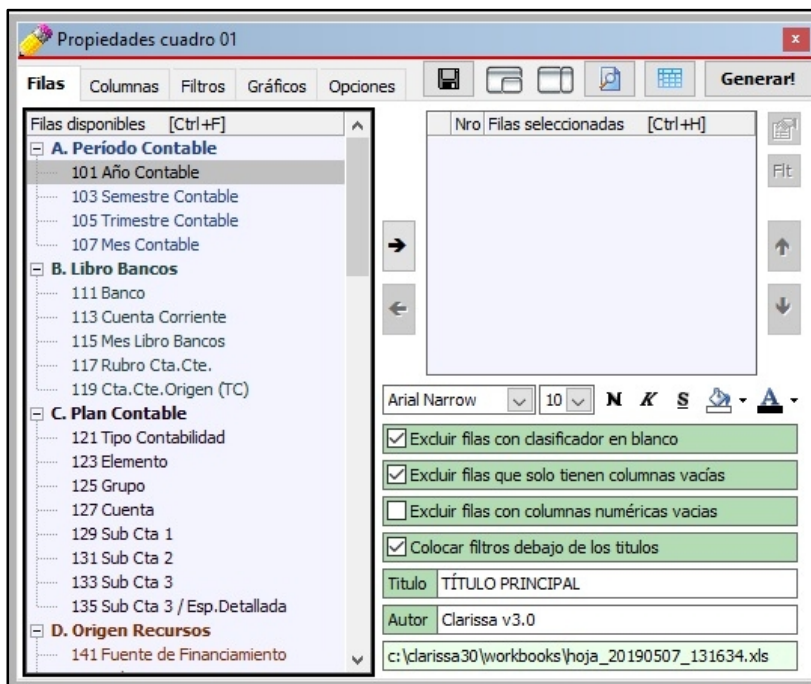 Propiedades cuadro 01
x
Filas Columnas Filtros Gráficos Opciones Generar!
Filas disponibles [Ctrl+F]
A. Período Contable
101 Año Contable
103 Semestre Contable
105 Trimestre Contable
107 Mes Contable
B. Libro Bancos
111 Banco
113 Cuenta Corriente
115 Mes Libro Bancos
117 Rubro Cta.Cte.
119 Cta.Cte.Origen (TC)
C. Plan Contable
121 Tipo Contabilidad
123 Elemento
125 Grupo
127 Cuenta
129 Sub Cta 1
131 Sub Cta 2
133 Sub Cta 3
135 Sub Cta 3 / Esp.Detallada
D. Origen Recursos
141 Fuente de Financiamiento
Nro Filas seleccionadas [Ctrl+H]
Flt
Arial Narrow 10 N K S A
Excluir filas con clasificador en blanco
Excluir filas que solo tienen columnas vacías
Excluir filas con columnas numéricas vacias
Colocar filtros debajo de los titulos
Titulo TÍTULO PRINCIPAL
Autor Clarissa v3.0
c:\clarissa30\workbooks\hoja_20190507_131634.xls